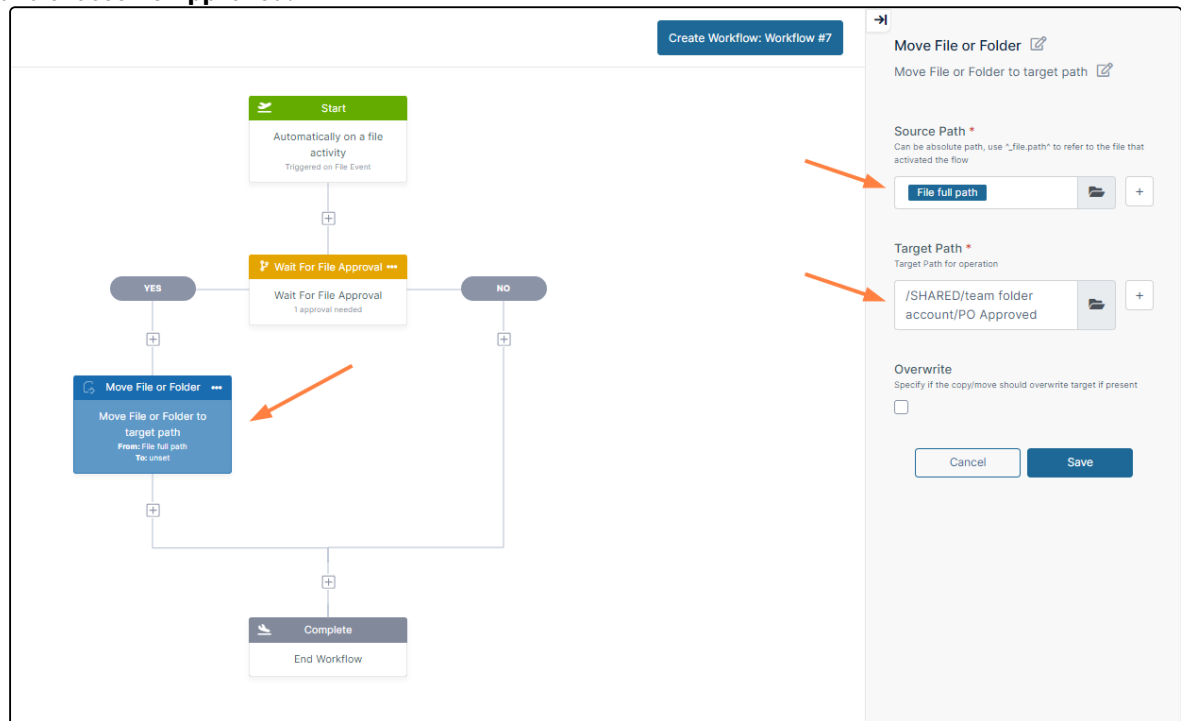 Create Workflow: Workflow #7
Start
Automatically on a file
activity
Triggered on File Event
Wait For File Approval
Wait For File Approval
1 approval needed
YES
NO
Move File or Folder
Move File or Folder to
target path
From: File full path
To: unset
Complete
End Workflow
Move File or Folder
Move File or Folder to target path
Source Path *
Can be absolute path, use ^_file.path^ to refer to the file that
activated the flow
File full path
+
Target Path *
Target Path for operation
/SHARED/team folder
account/PO Approved
+
Overwrite
Specify if the copy/move should overwrite target if present
Cancel
Save